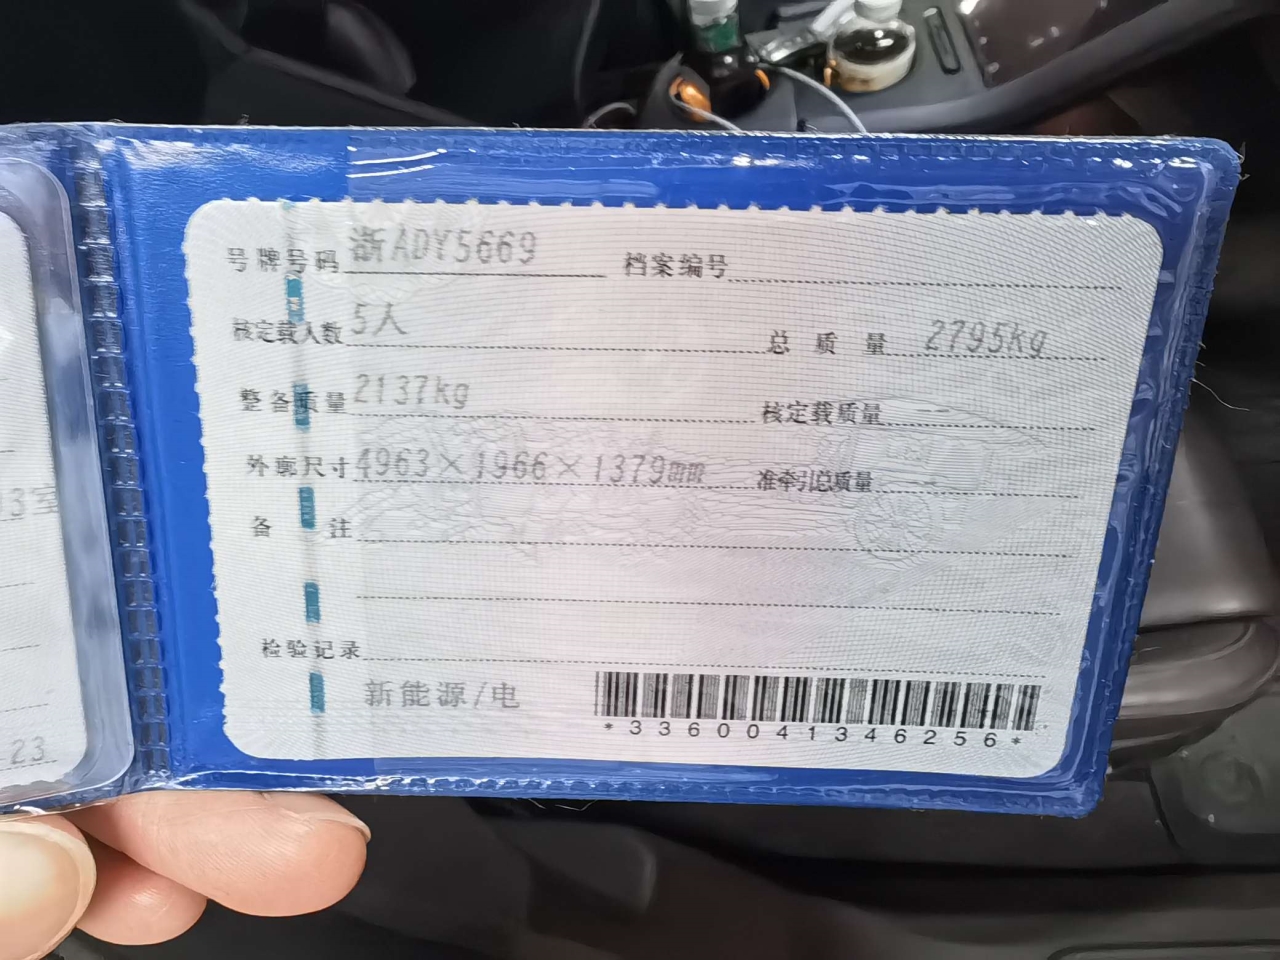 号牌号码 浙ADY5669 档案编号
核定载人数 5人 总质量 2795kg
整备质量 2137kg 核定载质量
外廓尺寸 4963×1966×1379mm 准牵引总质量
备注
检验记录
新能源/电
*3360041346256*
3室
23